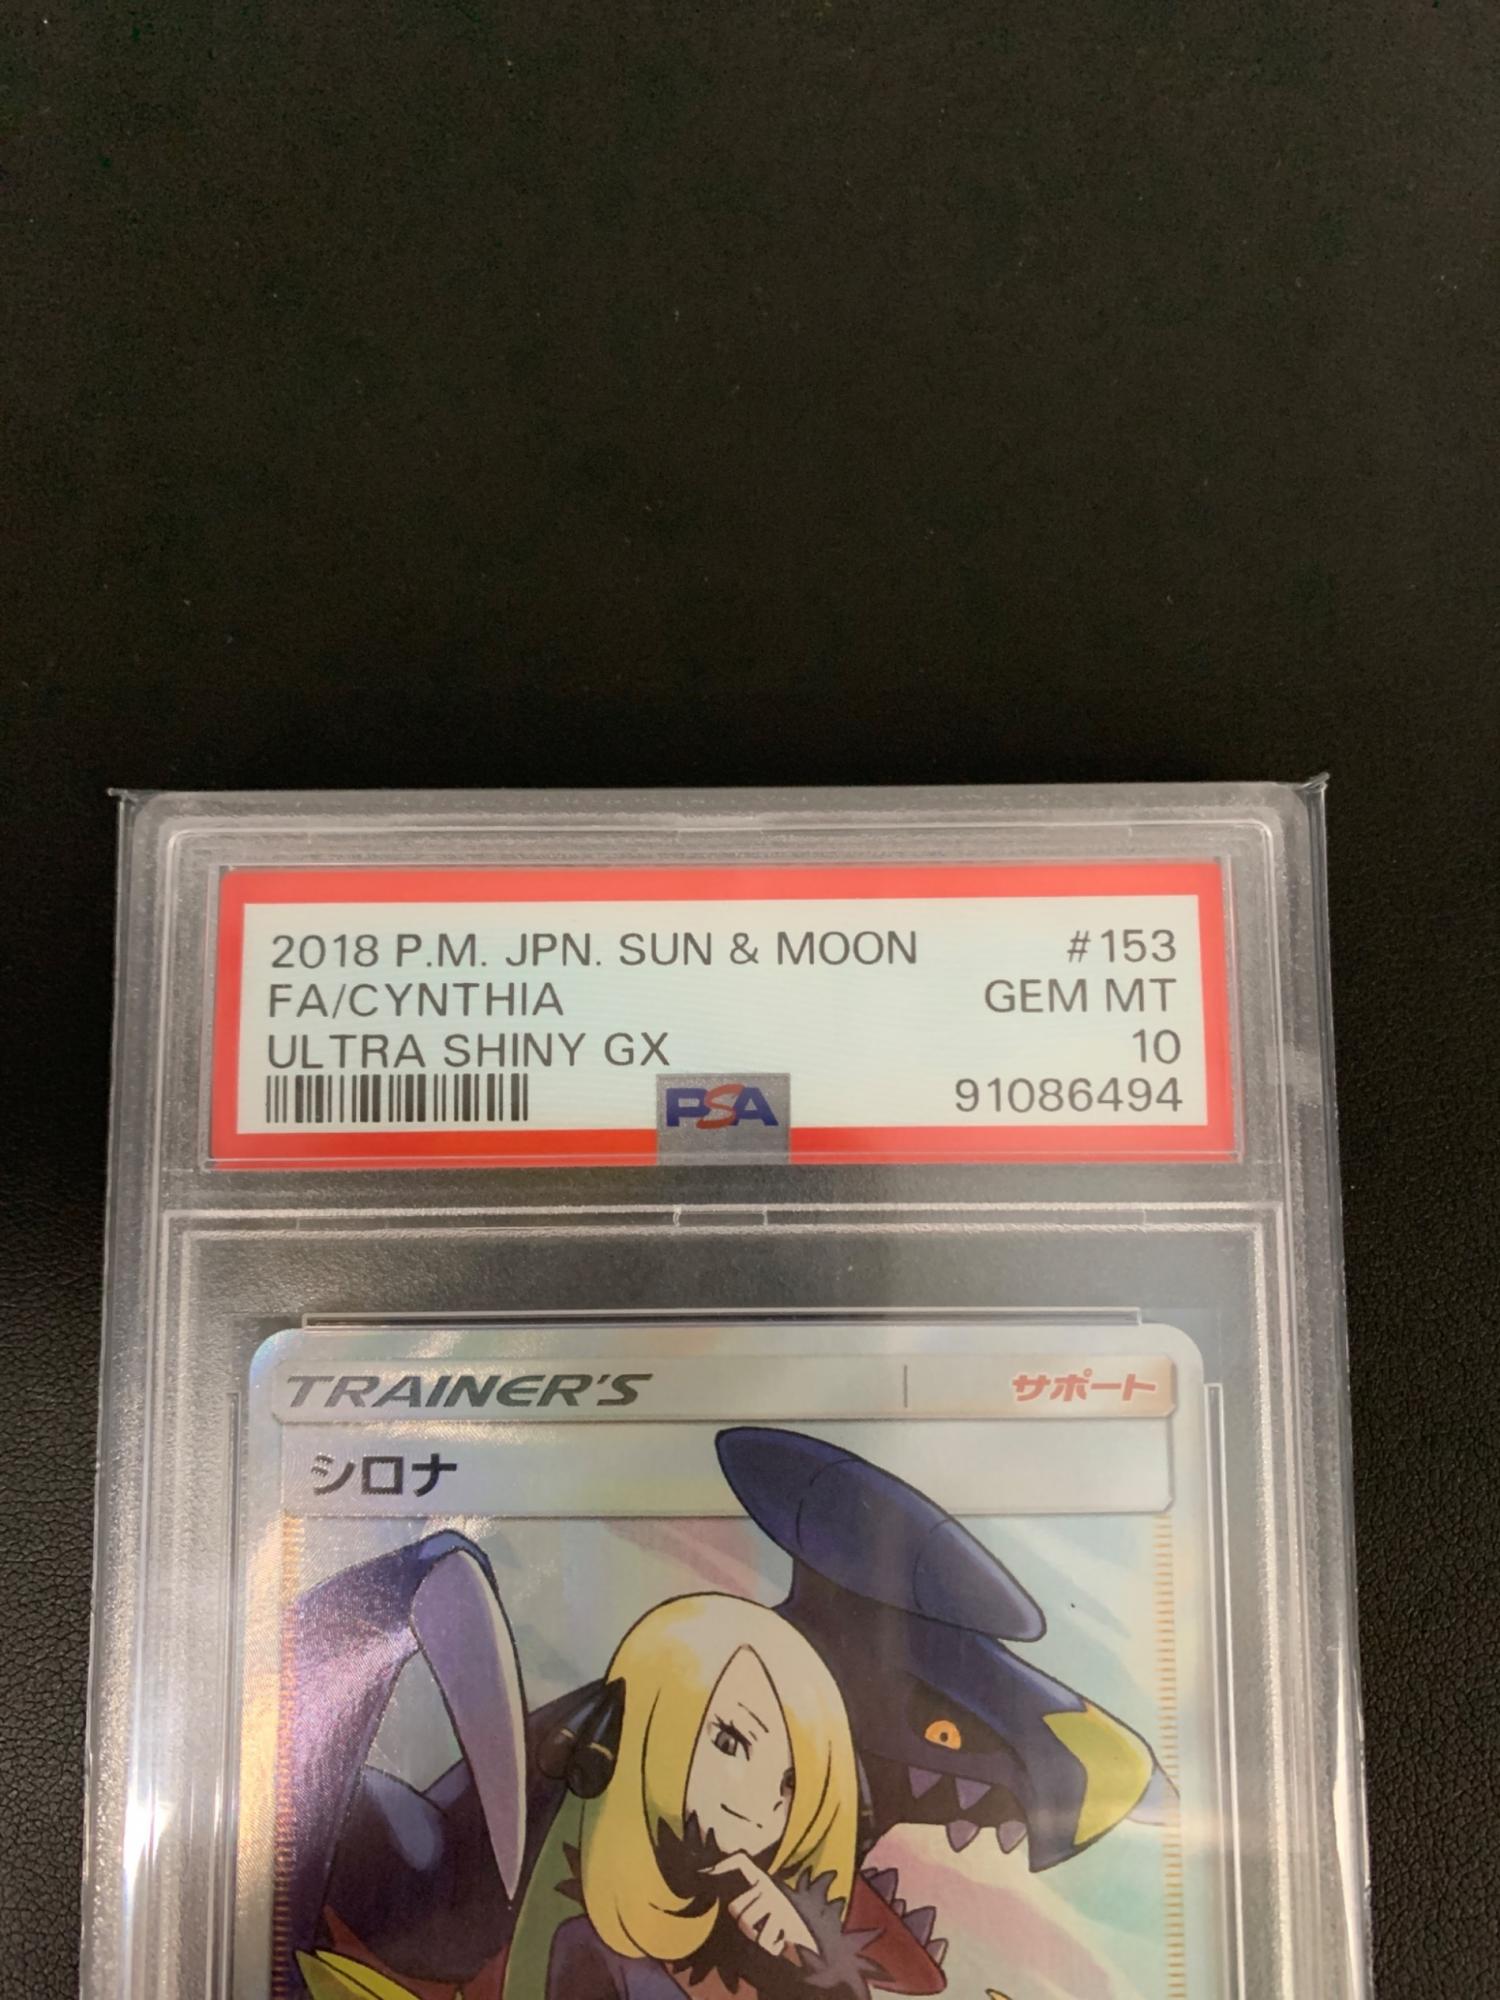 2018 P.M. JPN. SUN & MOON #153
FA/CYNTHIA GEM MT
ULTRA SHINY GX 10
PSA 91086494
TRAINER'S サポート
シロナ